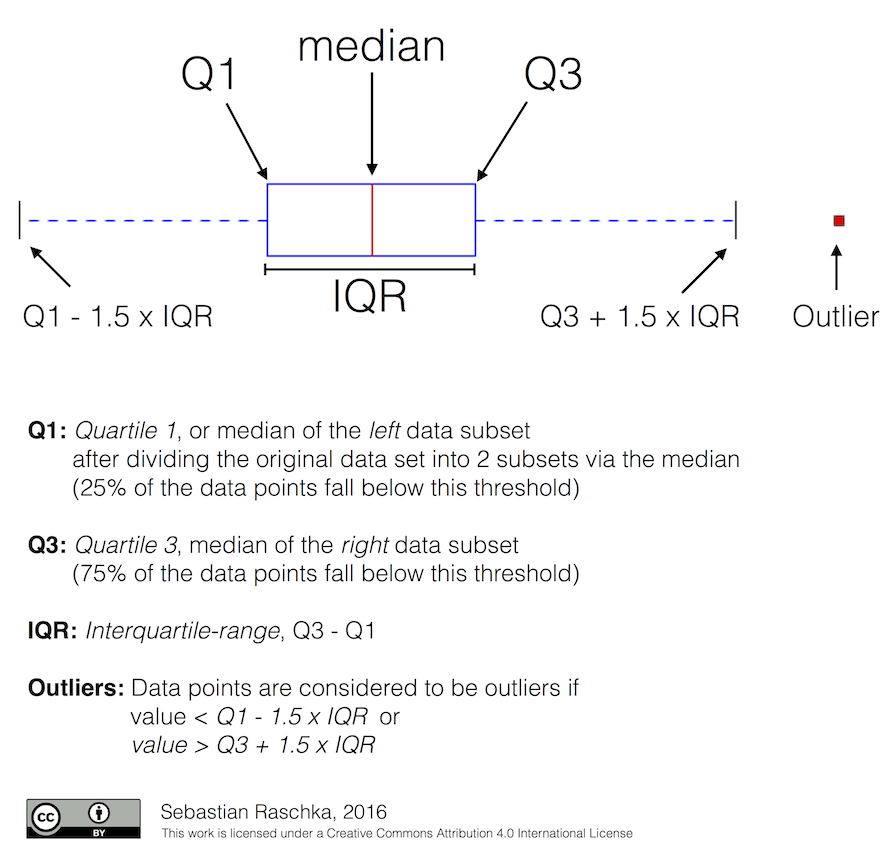 median
Q1
Q3
IQR
Q1 - 1.5 x IQR
Q3 + 1.5 x IQR
Outlier
Q1: Quartile 1, or median of the left data subset
after dividing the original data set into 2 subsets via the median
(25% of the data points fall below this threshold)
Q3: Quartile 3, median of the right data subset
(75% of the data points fall below this threshold)
IQR: Interquartile-range, Q3 - Q1
Outliers: Data points are considered to be outliers if
value < Q1 - 1.5 x IQR or
value > Q3 + 1.5 x IQR
cc
BY
Sebastian Raschka, 2016
This work is licensed under a Creative Commons Attribution 4.0 International License